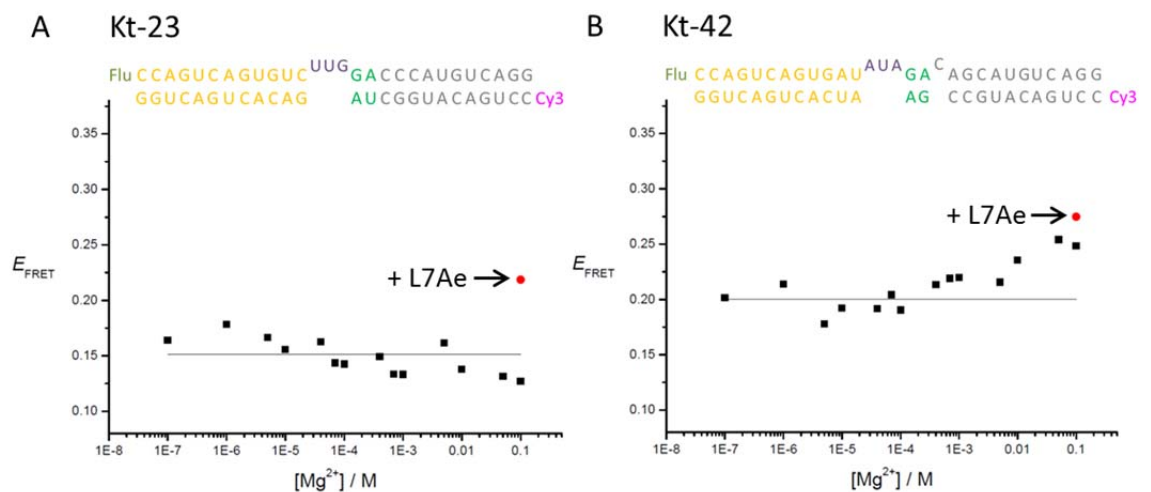 A Kt-23
UUG
Flu CCAGUCAGUGUC GACCCAUGUCAGG
GGUCAGUCACAG AUCGGUACAGUCC Cy3
0.35
0.30
0.25
0.20
0.15
0.10
E FRET
+ L7Ae
1E-8 1E-7 1E-6 1E-5 1E-4 1E-3 0.01 0.1
[Mg2+] / M
B Kt-42
AUA C
Flu CCAGUCAGUGAU GA AGCAUGUCAGG
GGUCAGUCACUA AG CCGUACAGUCC Cy3
0.35
0.30
0.25
0.20
0.15
0.10
E FRET
+ L7Ae
1E-8 1E-7 1E-6 1E-5 1E-4 1E-3 0.01 0.1
[Mg2+] / M